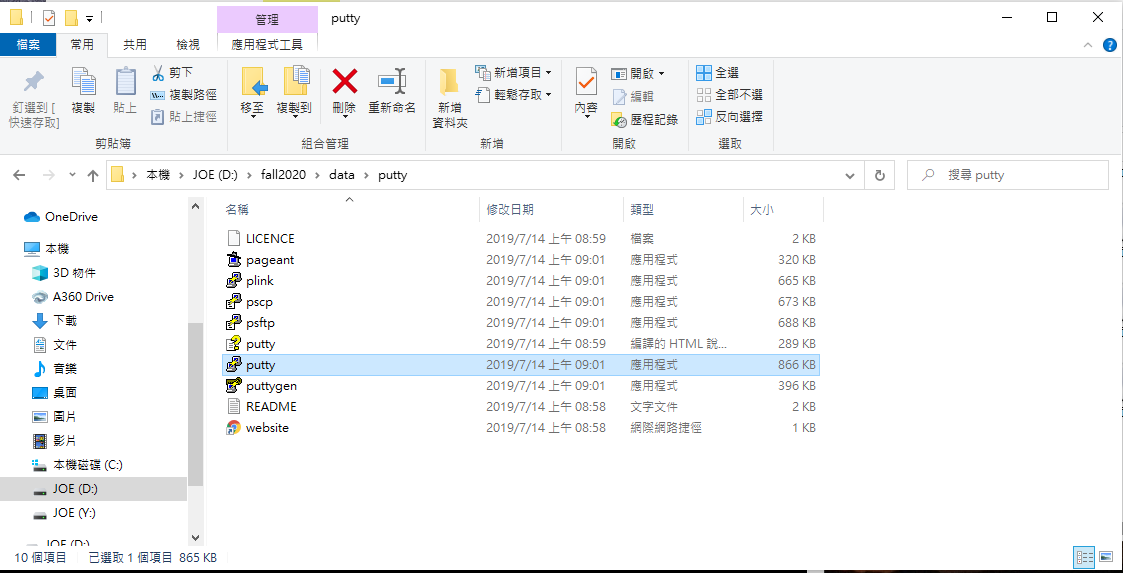 管理 putty
檔案 常用 共用 檢視 應用程式工具
釘選到 [
快速存取]
複製
貼上
剪下
複製路徑
貼上捷徑
剪貼簿
移至
複製到
刪除
重新命名
組合管理
新增
資料夾
新增項目
輕鬆存取
新增
內容
開啟
編輯
歷程記錄
開啟
全選
全部不選
反向選擇
選取
本機 › JOE (D:) › fall2020 › data › putty
搜尋 putty
OneDrive
本機
3D 物件
A360 Drive
下載
文件
音樂
桌面
圖片
影片
本機磁碟 (C:)
JOE (D:)
JOE (Y:)
JOE (D:)
名稱 修改日期 類型 大小
LICENCE 2019/7/14 上午 08:59 檔案 2 KB
pageant 2019/7/14 上午 09:01 應用程式 320 KB
plink 2019/7/14 上午 09:01 應用程式 665 KB
pscp 2019/7/14 上午 09:01 應用程式 673 KB
psftp 2019/7/14 上午 09:01 應用程式 688 KB
putty 2019/7/14 上午 08:59 編譯的 HTML 說... 289 KB
putty 2019/7/14 上午 09:01 應用程式 866 KB
puttygen 2019/7/14 上午 09:01 應用程式 396 KB
README 2019/7/14 上午 08:58 文字文件 2 KB
website 2019/7/14 上午 08:58 網際網路捷徑 1 KB
10 個項目 已選取 1 個項目 865 KB